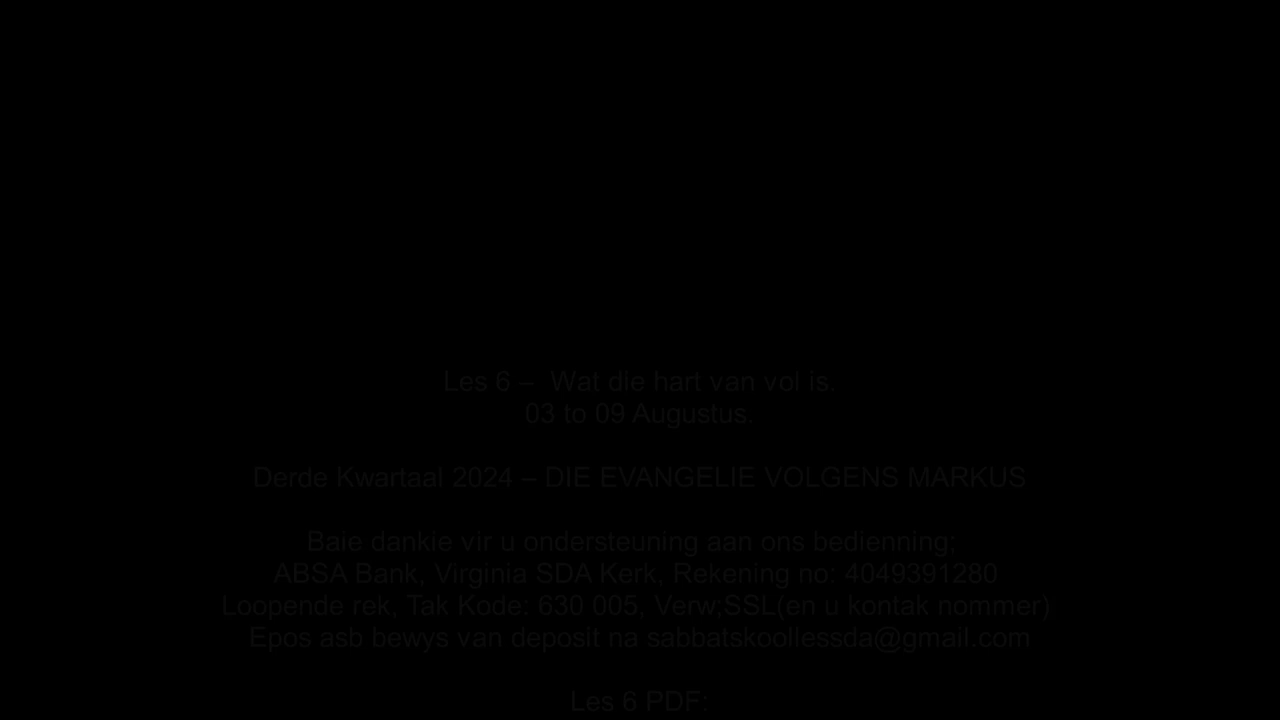 Les 6 – Wat die hart van vol is.
03 to 09 Augustus.
Derde Kwartaal 2024 – DIE EVANGELIE VOLGENS MARKUS
Baie dankie vir u ondersteuning aan ons bedienning;
ABSA Bank, Virginia SDA Kerk, Rekening no: 4049391280
Loopende rek, Tak Kode: 630 005, Verw;SSL(en u kontak nommer).
Epos asb bewys van deposit na sabbatskoollessda@gmail.com
Les 6 PDF: